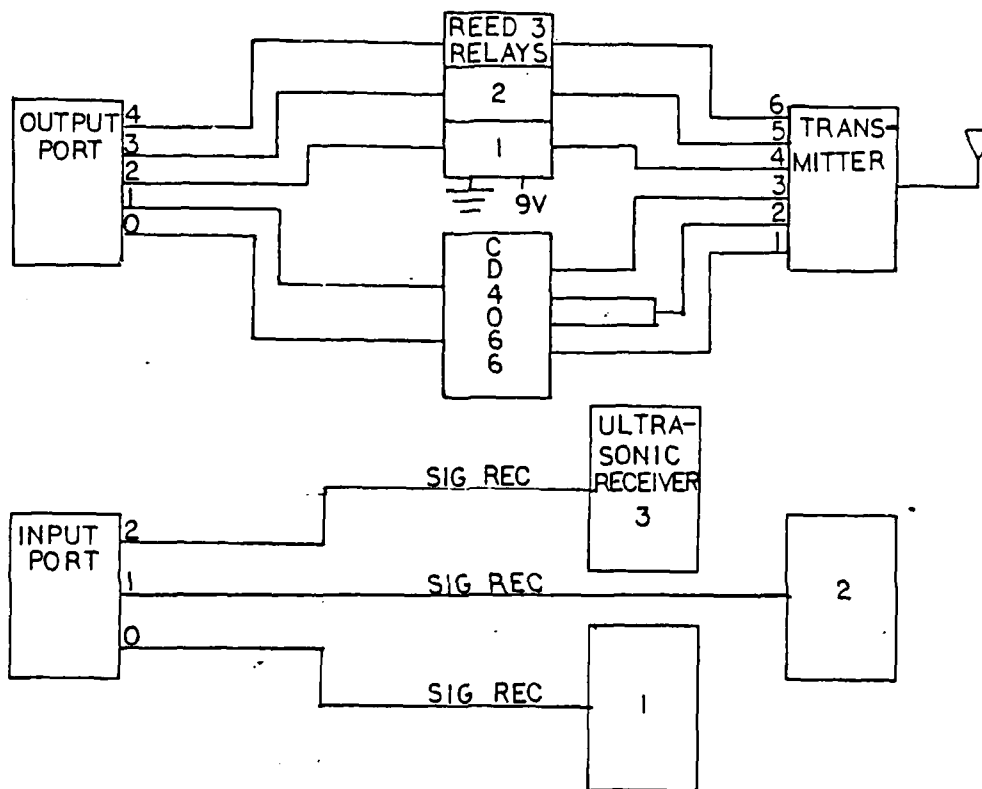 REED 3
RELAYS
2
1
9V
OUTPUT
PORT
4
3
2
1
0
6
5
4
3
2
1
TRANS-
MITTER
C
D
4
0
6
6
ULTRA-
SONIC
RECEIVER
3
SIG REC
INPUT
PORT
2
1
0
SIG REC
2
SIG REC
1